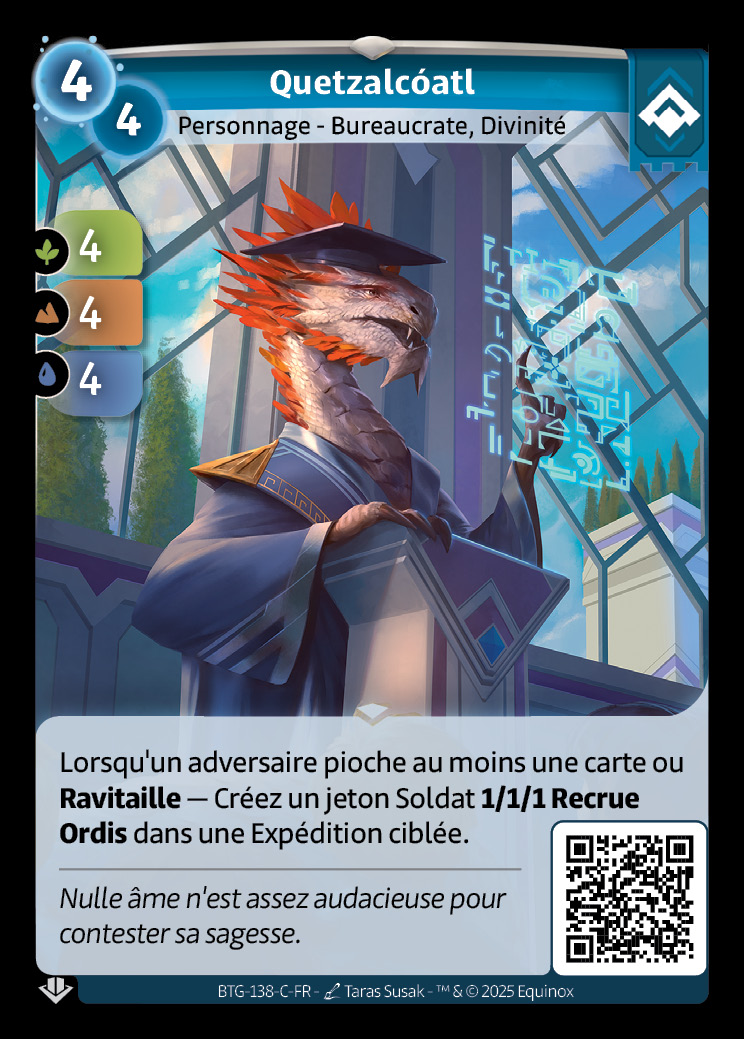 4
Quetzalcóatl
4
Personnage - Bureaucrate, Divinité
4
4
4
Lorsqu'un adversaire pioche au moins une carte ou
Ravitaille — Créez un jeton Soldat 1/1/1 Recrue
Ordis dans une Expédition ciblée.
Nulle âme n'est assez audacieuse pour
contester sa sagesse.
BTG-138-C-FR - Taras Susak - ™ & © 2025 Equinox